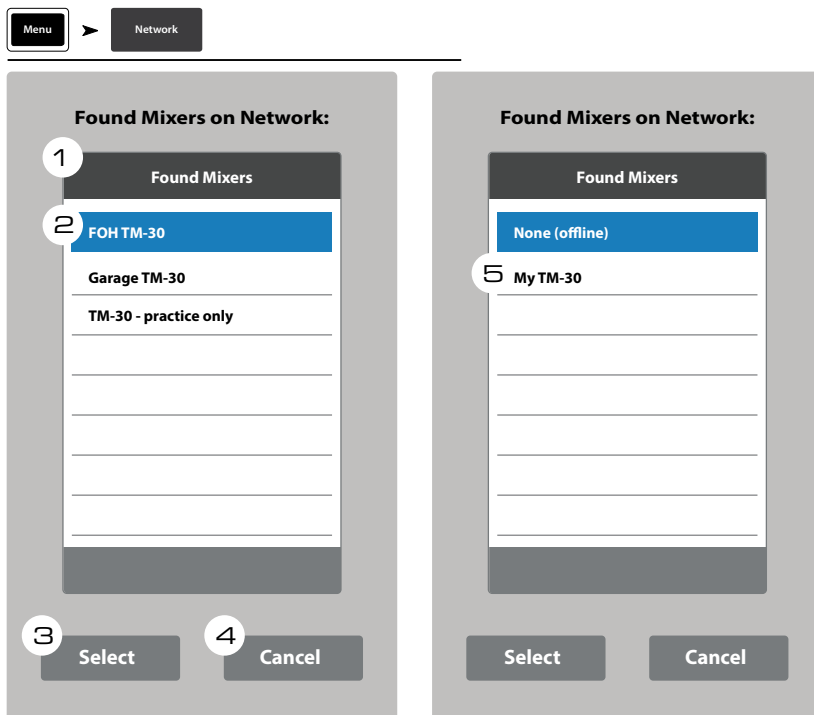 Menu
Network
Found Mixers on Network:
1
Found Mixers
2
FOH TM-30
Garage TM-30
TM-30 - practice only
3
Select
4
Cancel
Found Mixers on Network:
Found Mixers
None (offline)
5
My TM-30
Select
Cancel